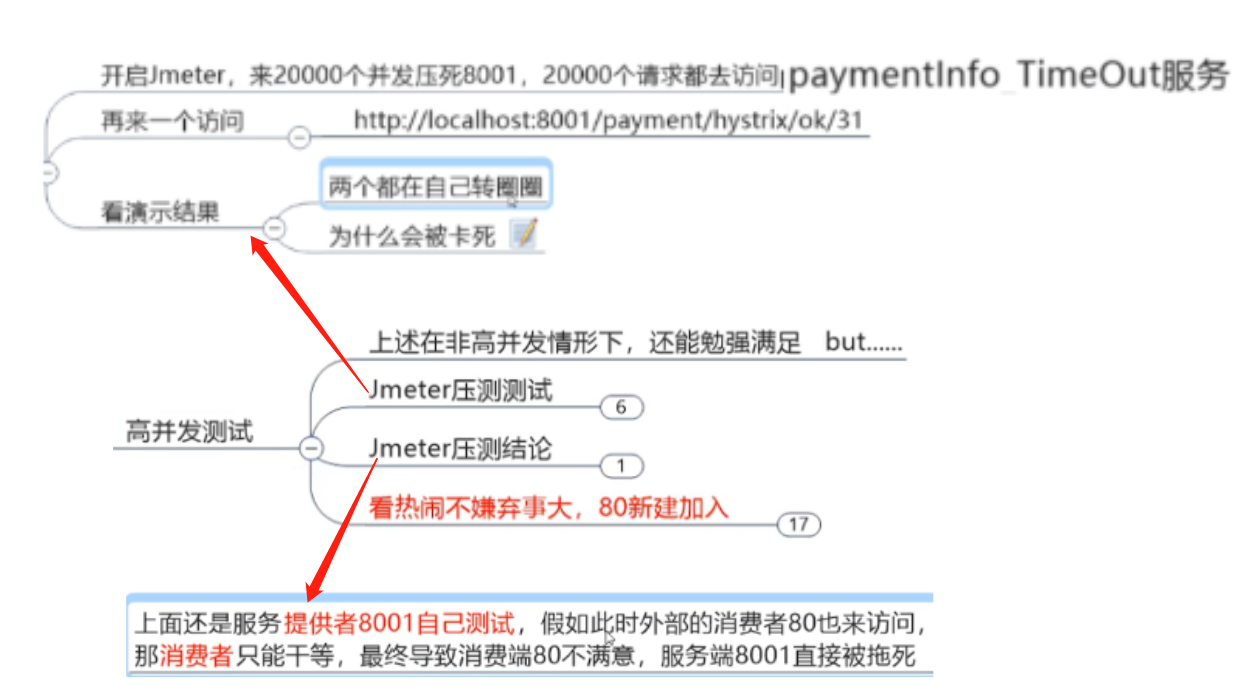 开启Jmeter，来20000个并发压死8001，20000个请求都去访问paymentInfo_TimeOut服务
再来一个访问
http://localhost:8001/payment/hystrix/ok/31
两个都在自己转圈圈
看演示结果
为什么会被卡死
上述在非高并发情形下，还能勉强满足 but......
Jmeter压测测试
6
高并发测试
Jmeter压测结论
1
看热闹不嫌弃事大，80新建加入
17
上面还是服务提供者8001自己测试，假如此时外部的消费者80也来访问，
那消费者只能干等，最终导致消费端80不满意，服务端8001直接被拖死